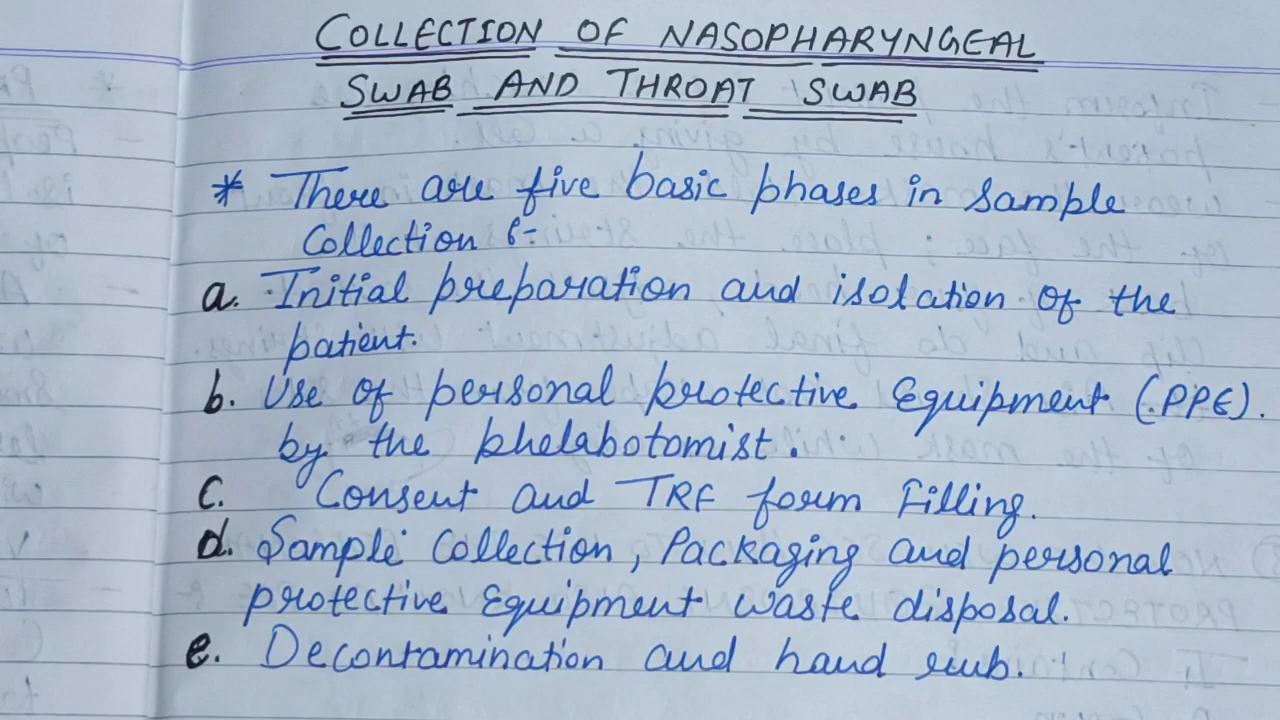 COLLECTION OF NASOPHARYNGEAL
SWAB AND THROAT SWAB
* There are five basic phases in Sample
Collection :-
a. Initial preparation and isolation of the
patient.
b. Use of personal protective Equipment (PPE).
by the phelabotomist.
C. Consent and TRF form Filling.
d. Sample Collection, Packaging and personal
protective Equipment waste disposal.
e. Decontamination and hand rub.